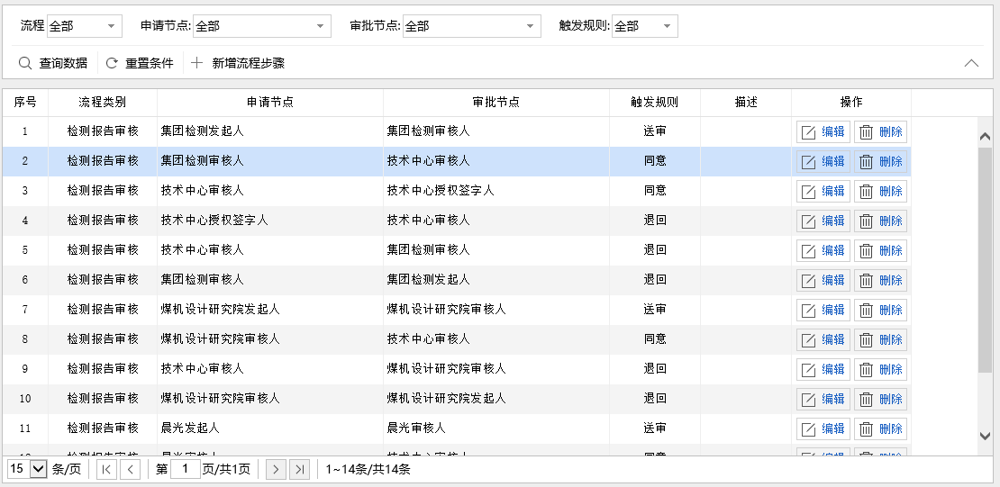 流程 全部 申请节点: 全部 审批节点: 全部 触发规则: 全部
查询数据 重置条件 新增流程步骤
序号 流程类别 申请节点 审批节点 触发规则 描述 操作
1 检测报告审核 集团检测发起人 集团检测审核人 送审 编辑 删除
2 检测报告审核 集团检测审核人 技术中心审核人 同意 编辑 删除
3 检测报告审核 技术中心审核人 技术中心授权签字人 同意 编辑 删除
4 检测报告审核 技术中心授权签字人 技术中心审核人 退回 编辑 删除
5 检测报告审核 技术中心审核人 集团检测审核人 退回 编辑 删除
6 检测报告审核 集团检测审核人 集团检测发起人 退回 编辑 删除
7 检测报告审核 煤机设计研究院发起人 煤机设计研究院审核人 送审 编辑 删除
8 检测报告审核 煤机设计研究院审核人 技术中心审核人 同意 编辑 删除
9 检测报告审核 技术中心审核人 煤机设计研究院审核人 退回 编辑 删除
10 检测报告审核 煤机设计研究院审核人 煤机设计研究院发起人 退回 编辑 删除
11 检测报告审核 晨光发起人 晨光审核人 送审 编辑 删除
15 条/页 第 1 页/共1页 1~14条/共14条